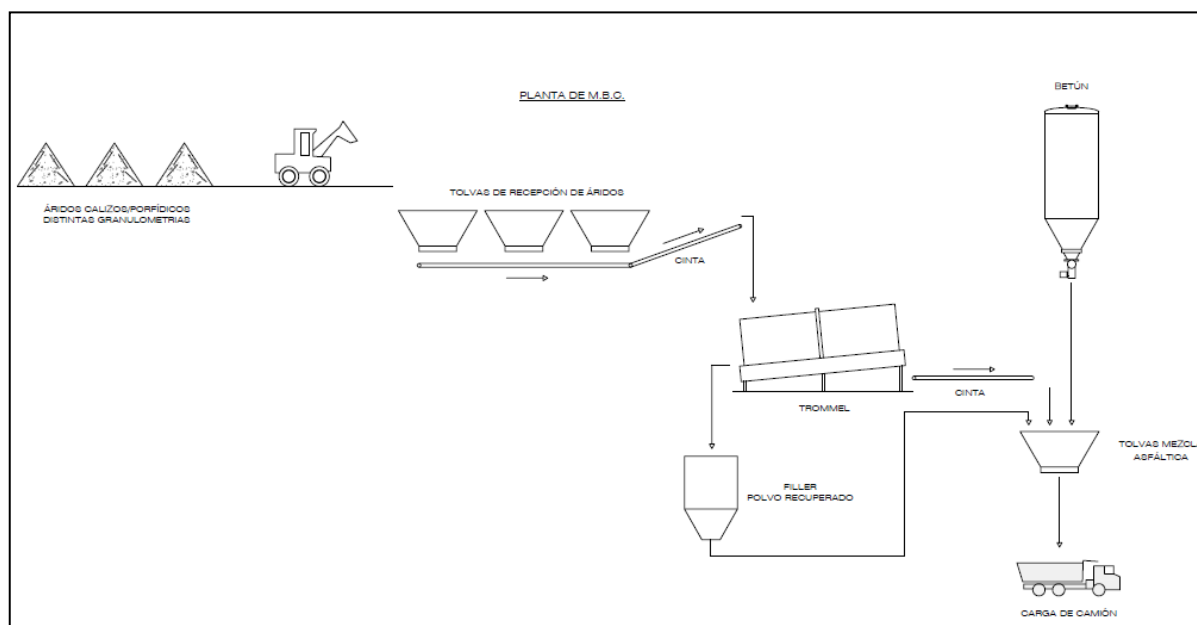 PLANTA DE M.B.C.
BETÚN
TOLVAS DE RECEPCIÓN DE ÁRIDOS
ÁRIDOS CALIZOS/PORFÍDICOS
DISTINTAS GRANULOMETRIAS
CINTA
TROMMEL
CINTA
TOLVAS MEZCL
ASFÁLTICA
FILLER
POLVO RECUPERADO
CARGA DE CAMIÓN